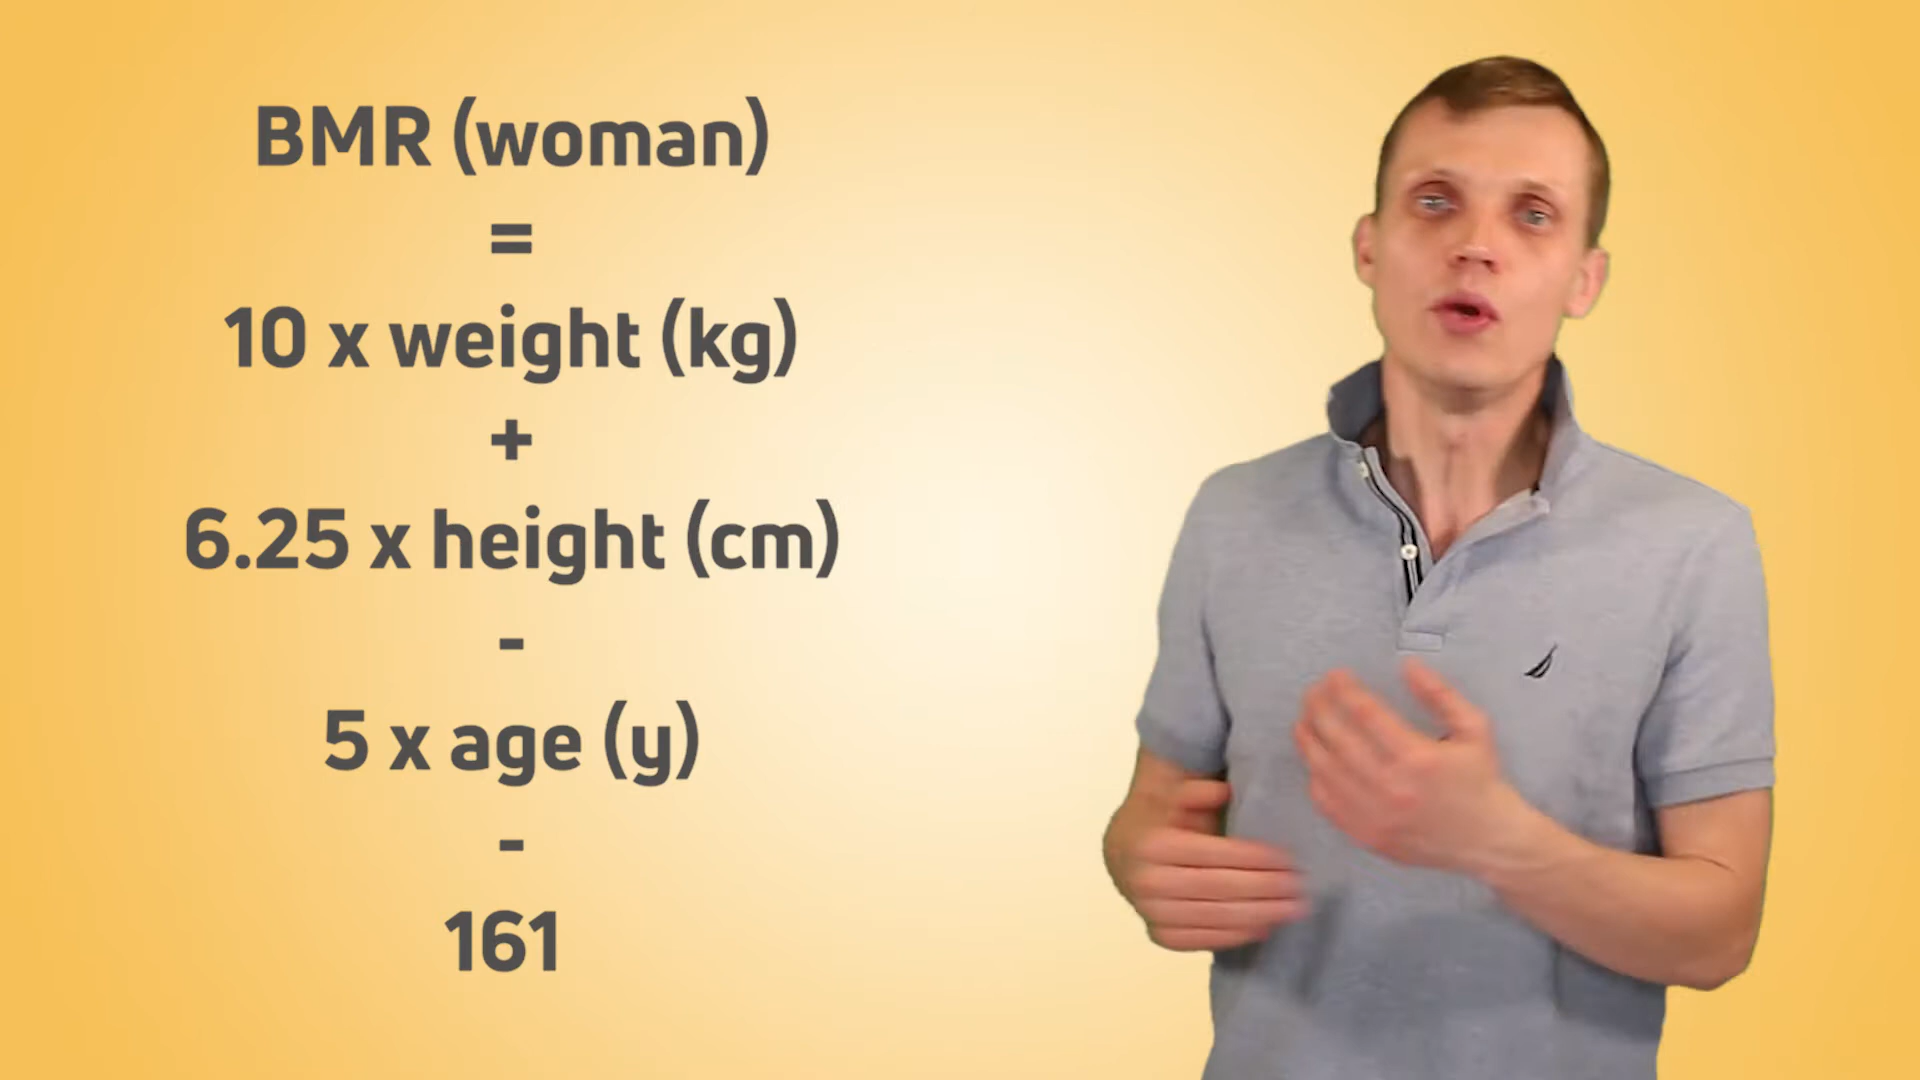 BMR (woman)
=
10 x weight (kg)
+
6.25 x height (cm)
-
5 x age (y)
-
161